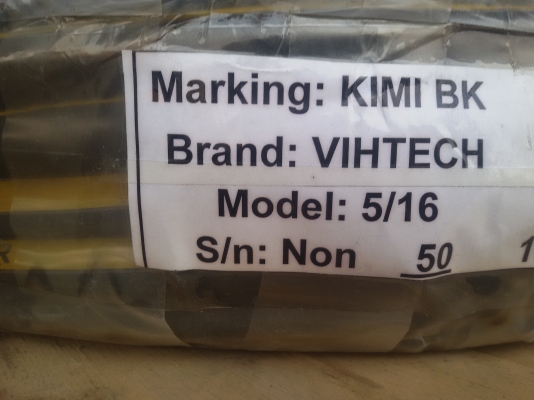 Marking: KIMI BK
Brand: VIHTECH
Model: 5/16
S/n: Non 50